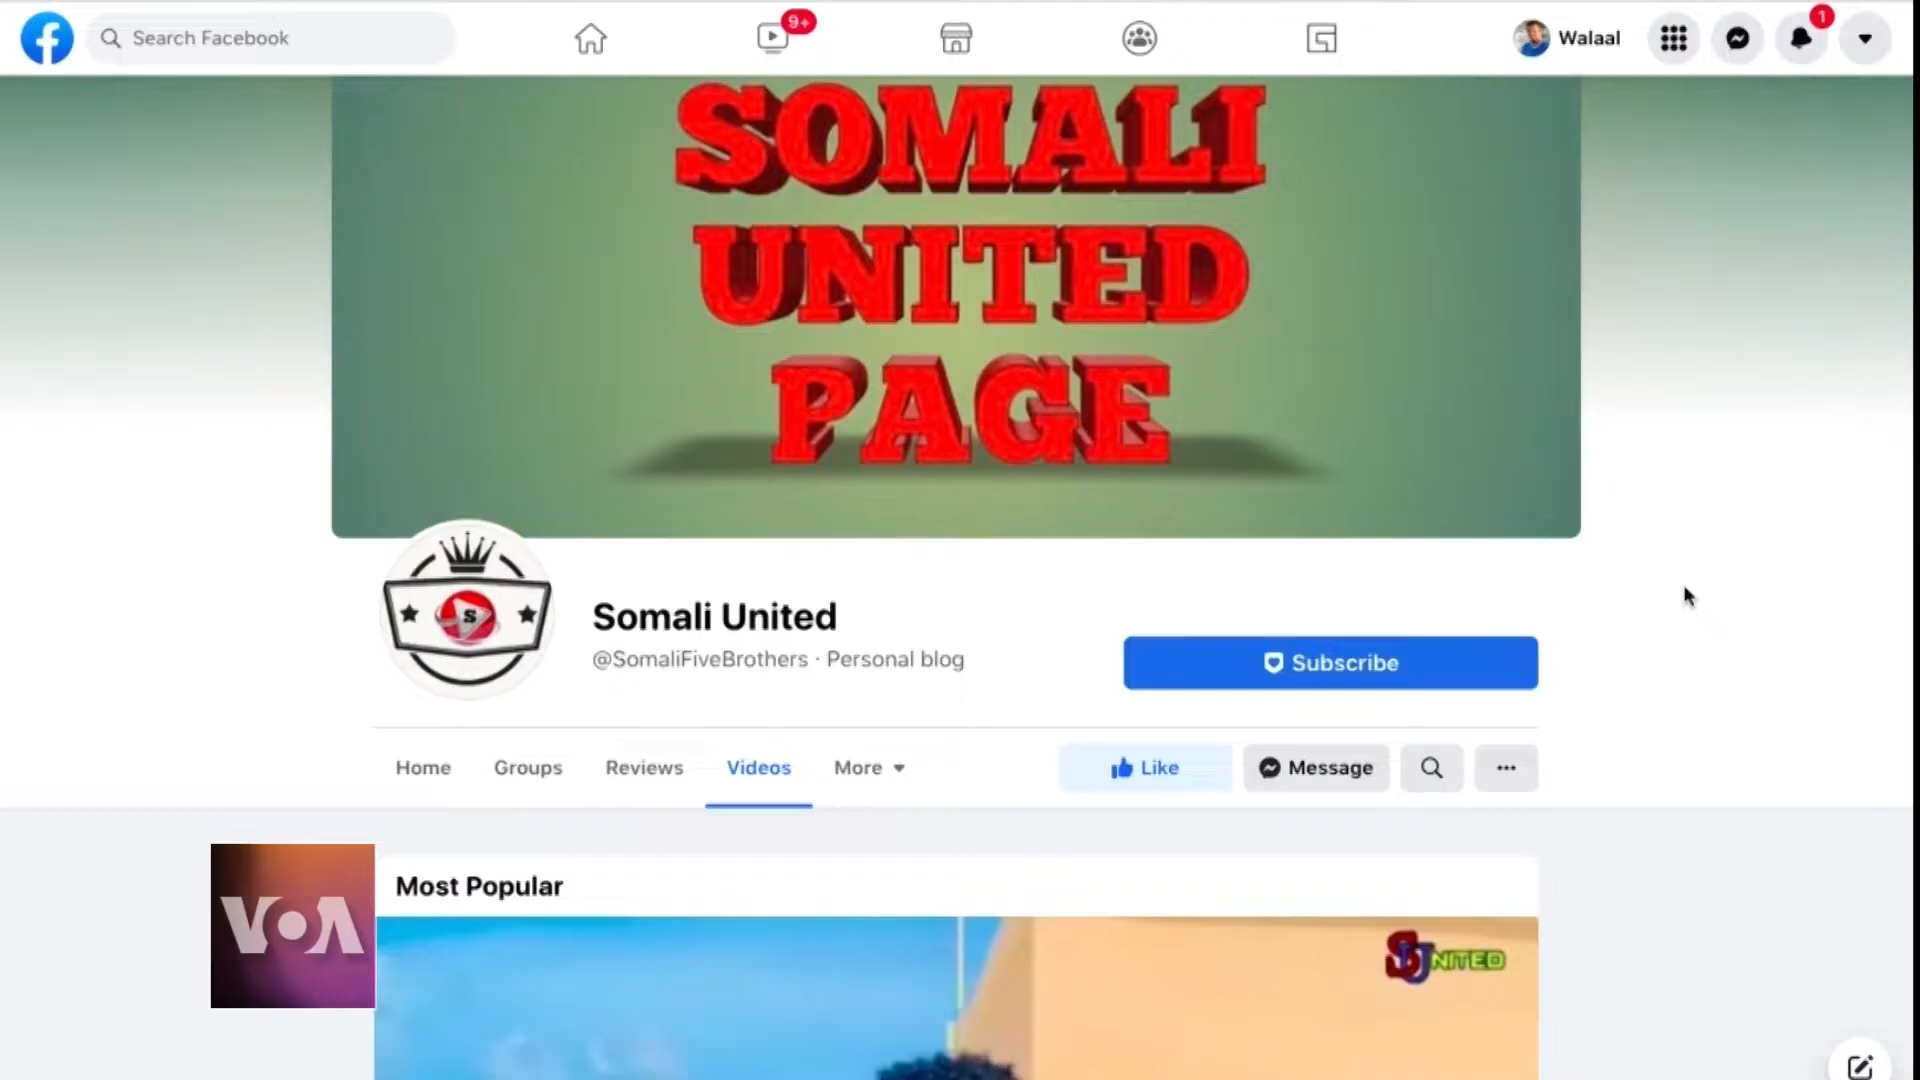 Search Facebook
9+
Walaal
1
SOMALI
UNITED
PAGE
S
Somali United
@SomaliFiveBrothers · Personal blog
Subscribe
Home
Groups
Reviews
Videos
More
Like
Message
VOA
Most Popular
SUNITED